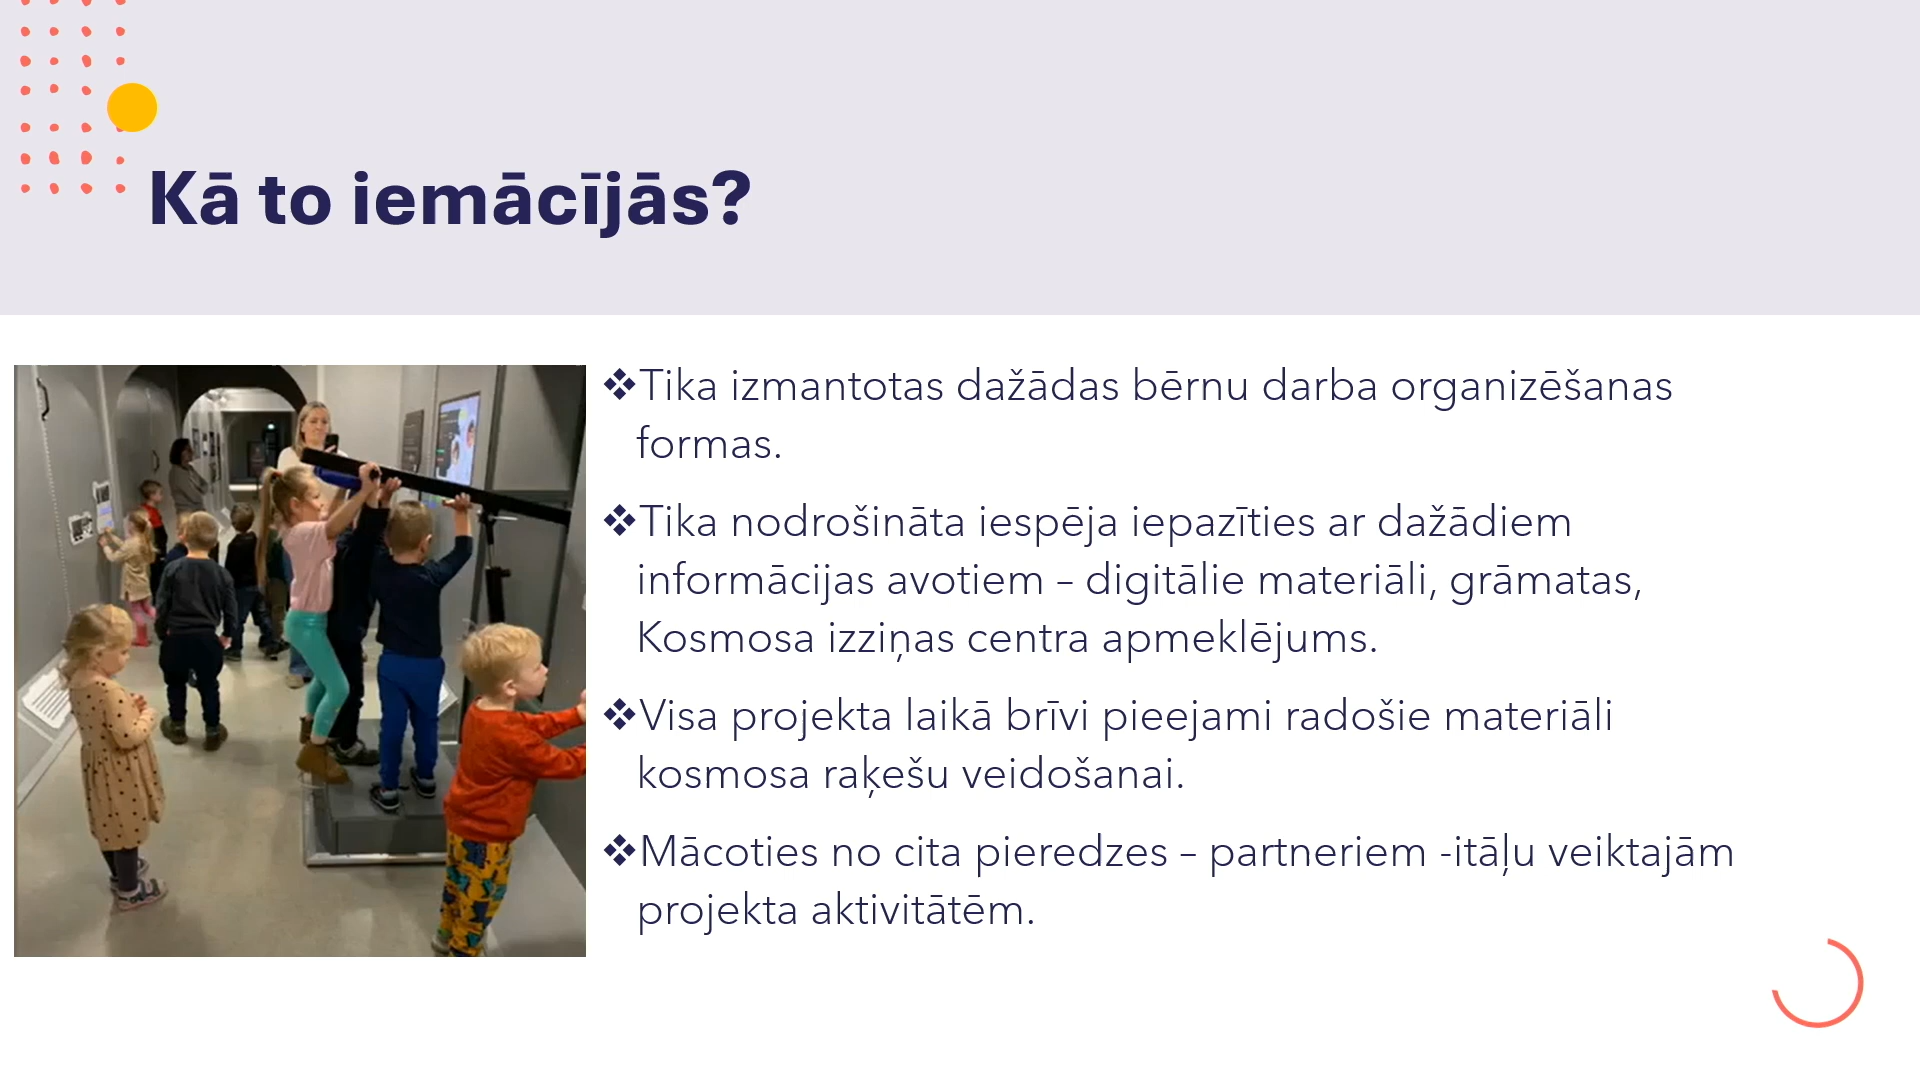 Kā to iemācījās?
❖Tika izmantotas dažādas bērnu darba organizēšanas
formas.
❖Tika nodrošināta iespēja iepazīties ar dažādiem
informācijas avotiem – digitālie materiāli, grāmatas,
Kosmosa izziņas centra apmeklējums.
❖Visa projekta laikā brīvi pieejami radošie materiāli
kosmosa raķešu veidošanai.
❖Mācoties no cita pieredzes – partneriem -itāļu veiktajām
projekta aktivitātēm.